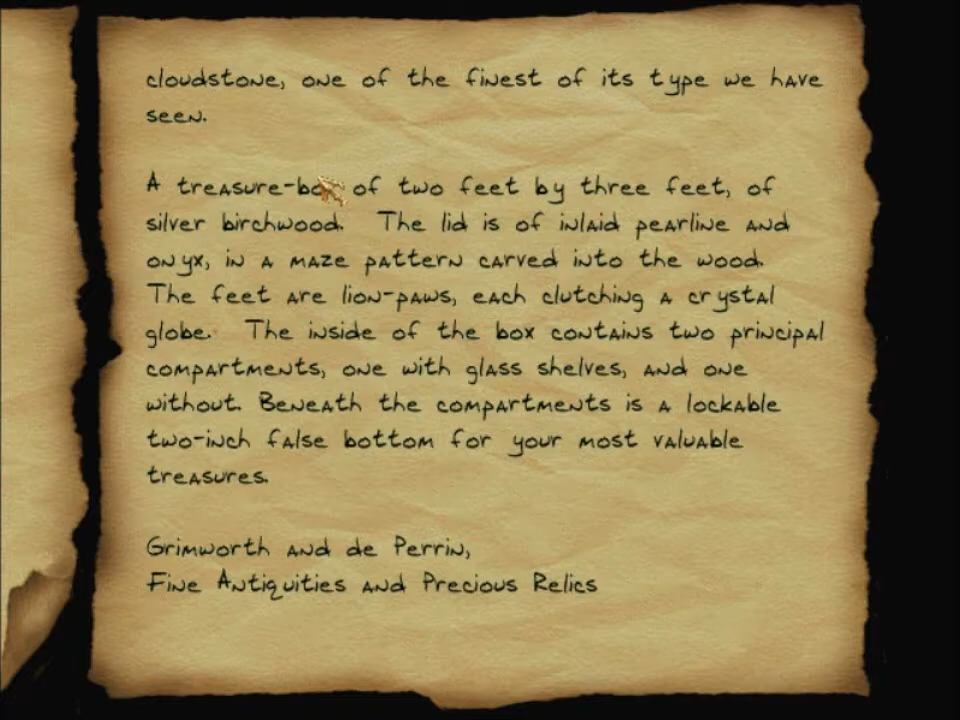 cloudstone, one of the finest of its type we have
seen.
A treasure-box of two feet by three feet, of
silver birchwood. The lid is of inlaid pearline and
onyx, in a maze pattern carved into the wood.
The feet are lion-paws, each clutching a crystal
globe. The inside of the box contains two principal
compartments, one with glass shelves, and one
without. Beneath the compartments is a lockable
two-inch false bottom for your most valuable
treasures.
Grimworth and de Perrin,
Fine Antiquities and Precious Relics